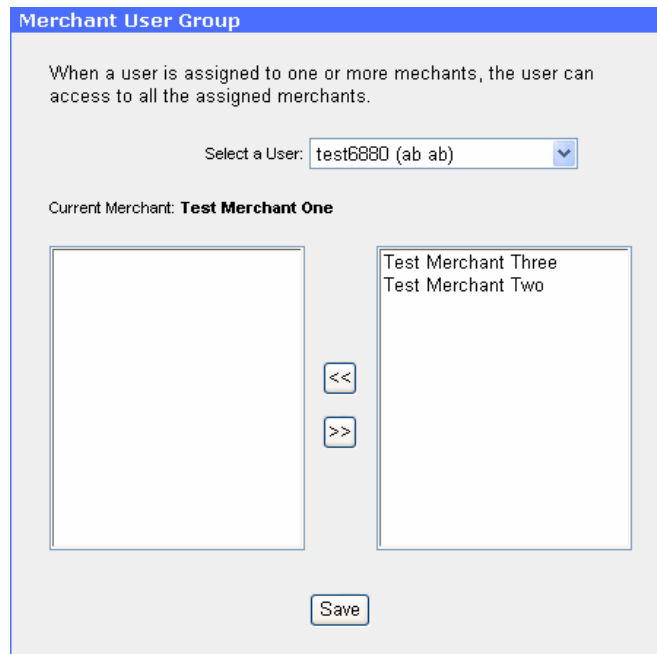 Merchant User Group
When a user is assigned to one or more mechants, the user can
access to all the assigned merchants.
Select a User: test6880 (ab ab)
Current Merchant: Test Merchant One
Test Merchant Three
Test Merchant Two
<<
>>
Save